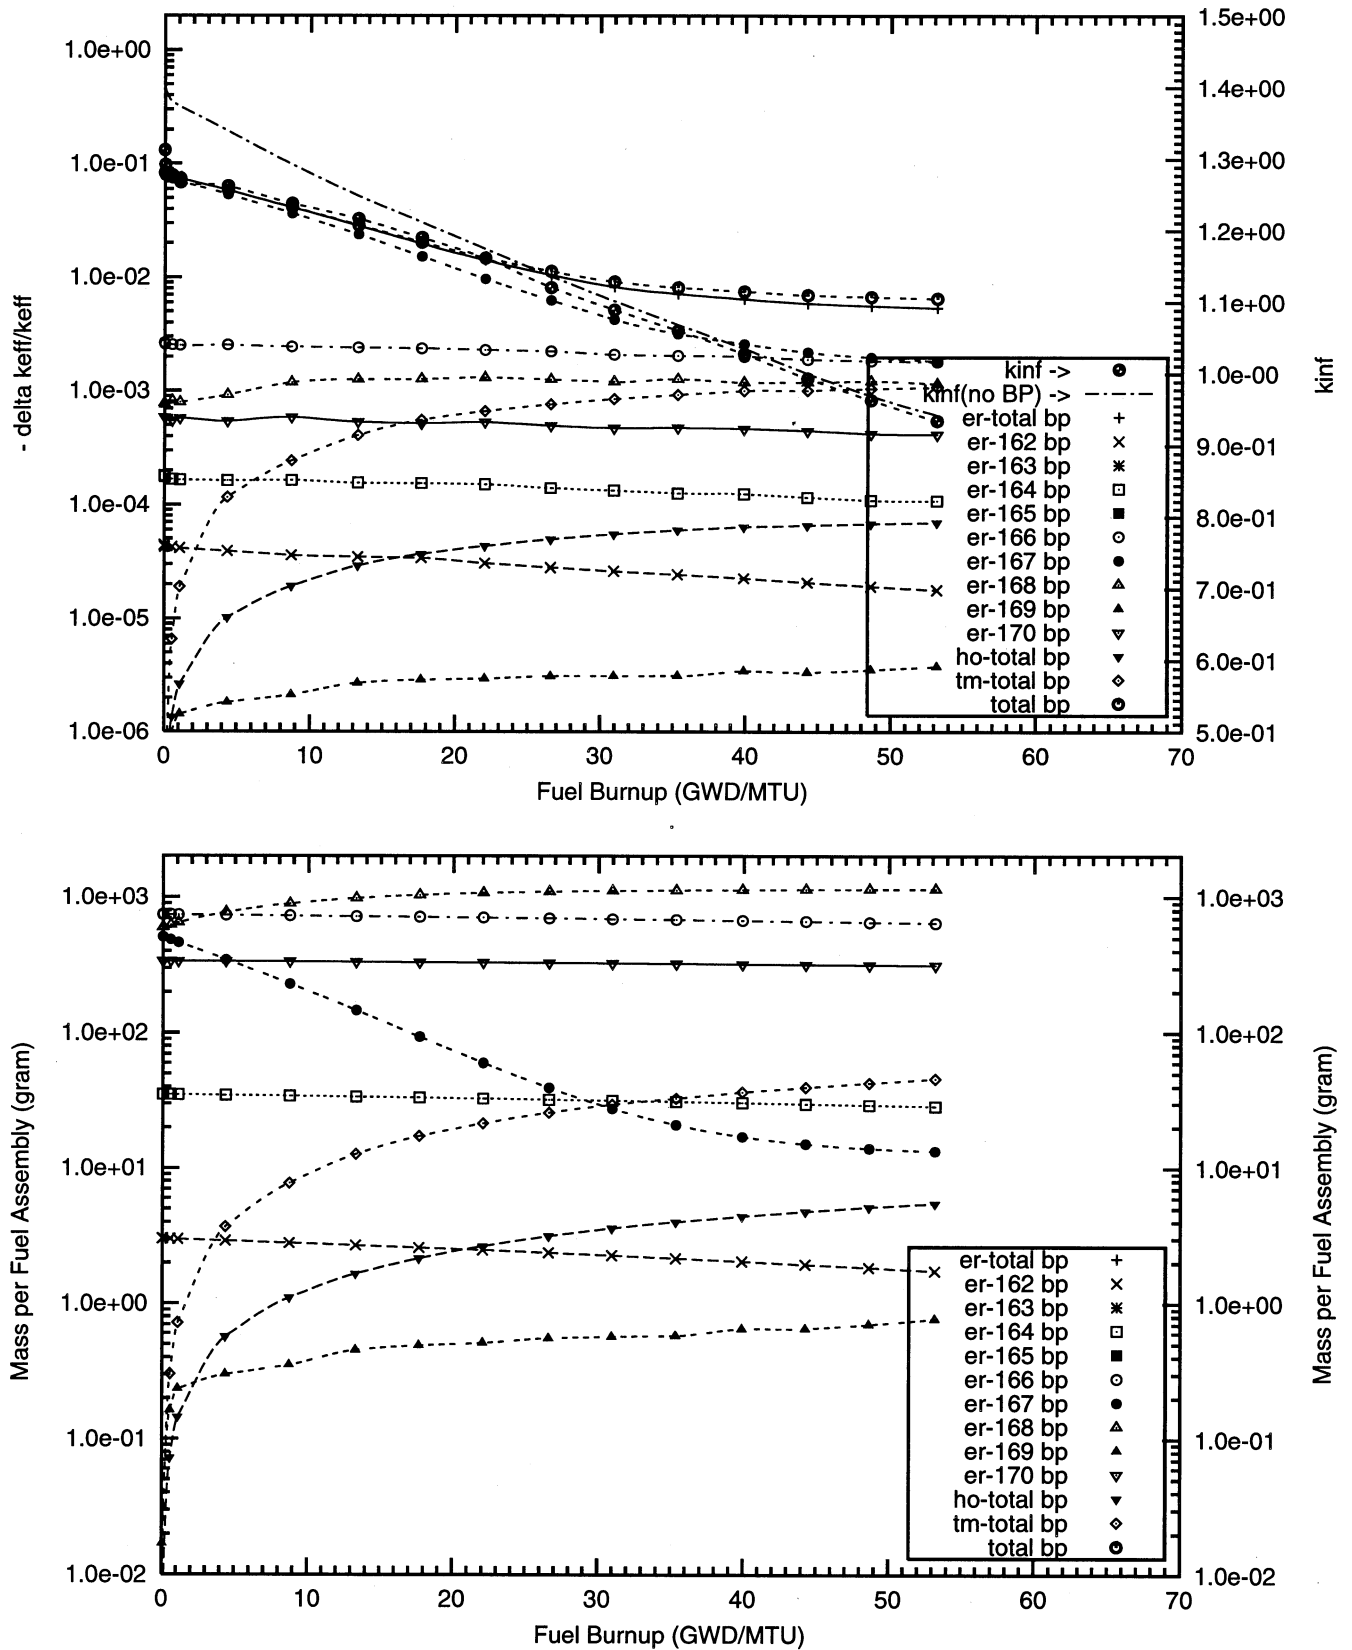 1.0e+00
1.0e-01
1.0e-02
1.0e-03
1.0e-04
1.0e-05
1.0e-06
- delta keff/keff
1.5e+00
1.4e+00
1.3e+00
1.2e+00
1.1e+00
1.0e-00
9.0e-01
8.0e-01
7.0e-01
6.0e-01
5.0e-01
kinf
kinf ->
kinf(no BP) ->
er-total bp
er-162 bp
er-163 bp
er-164 bp
er-165 bp
er-166 bp
er-167 bp
er-168 bp
er-169 bp
er-170 bp
ho-total bp
tm-total bp
total bp
0 10 20 30 40 50 60 70
Fuel Burnup (GWD/MTU)
1.0e+03
1.0e+02
1.0e+01
1.0e+00
1.0e-01
1.0e-02
Mass per Fuel Assembly (gram)
1.0e+03
1.0e+02
1.0e+01
1.0e+00
1.0e-01
1.0e-02
Mass per Fuel Assembly (gram)
er-total bp
er-162 bp
er-163 bp
er-164 bp
er-165 bp
er-166 bp
er-167 bp
er-168 bp
er-169 bp
er-170 bp
ho-total bp
tm-total bp
total bp
0 10 20 30 40 50 60 70
Fuel Burnup (GWD/MTU)